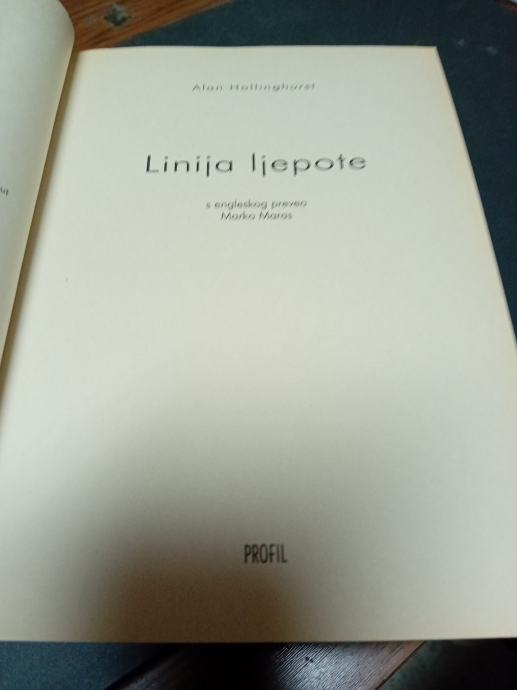 Alan Hollinghurst
Linija ljepote
s engleskog preveo
Marko Maras
PROFIL